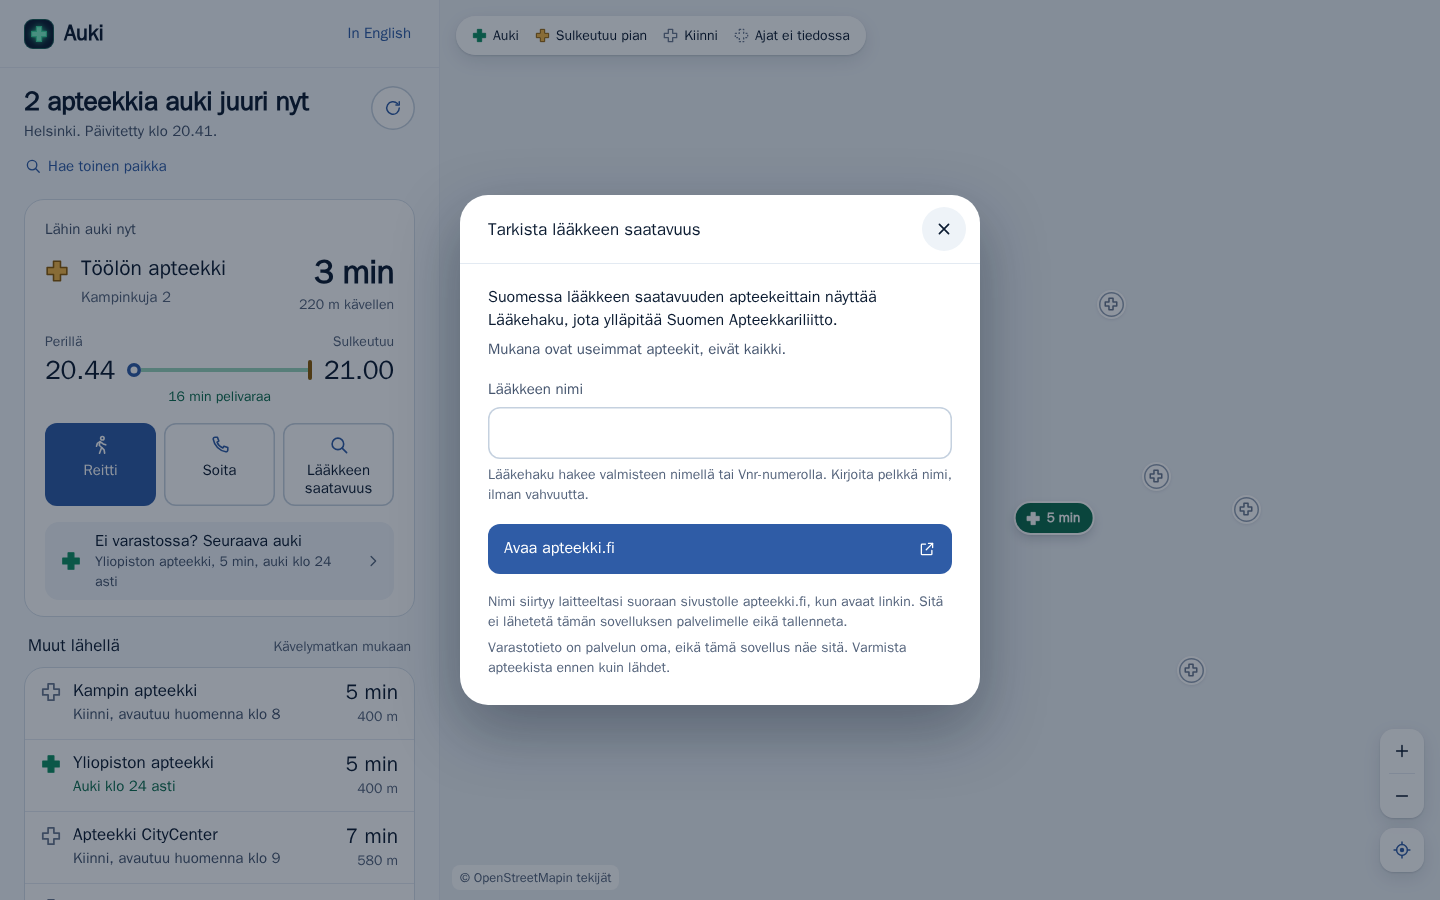 Auki
In English
2 apteekkia auki juuri nyt
Helsinki. Päivitetty klo 20.41.
Hae toinen paikka
Lähin auki nyt
Töölön apteekki
3 min
Kampinkuja 2
220 m kävellen
Perillä
Sulkeutuu
20.44
21.00
16 min pelivaraa
Reitti
Soita
Lääkkeen
saatavuus
Ei varastossa? Seuraava auki
Yliopiston apteekki, 5 min, auki klo 24
asti
Muut lähellä
Kävelymatkan mukaan
Kampin apteekki
5 min
Kiinni, avautuu huomenna klo 8
400 m
Yliopiston apteekki
5 min
Auki klo 24 asti
400 m
Apteekki CityCenter
7 min
Kiinni, avautuu huomenna klo 9
580 m
Auki
Sulkeutuu pian
Kiinni
Ajat ei tiedossa
Tarkista lääkkeen saatavuus
Suomessa lääkkeen saatavuuden apteekeittain näyttää
Lääkehaku, jota ylläpitää Suomen Apteekkariliitto.
Mukana ovat useimmat apteekit, eivät kaikki.
Lääkkeen nimi
Lääkehaku hakee valmisteen nimellä tai Vnr-numerolla. Kirjoita pelkkä nimi,
ilman vahvuutta.
Avaa apteekki.fi
Nimi siirtyy laitteeltasi suoraan sivustolle apteekki.fi, kun avaat linkin. Sitä
ei lähetetä tämän sovelluksen palvelimelle eikä tallenneta.
Varastotieto on palvelun oma, eikä tämä sovellus näe sitä. Varmista
apteekista ennen kuin lähdet.
5 min
© OpenStreetMapin tekijät